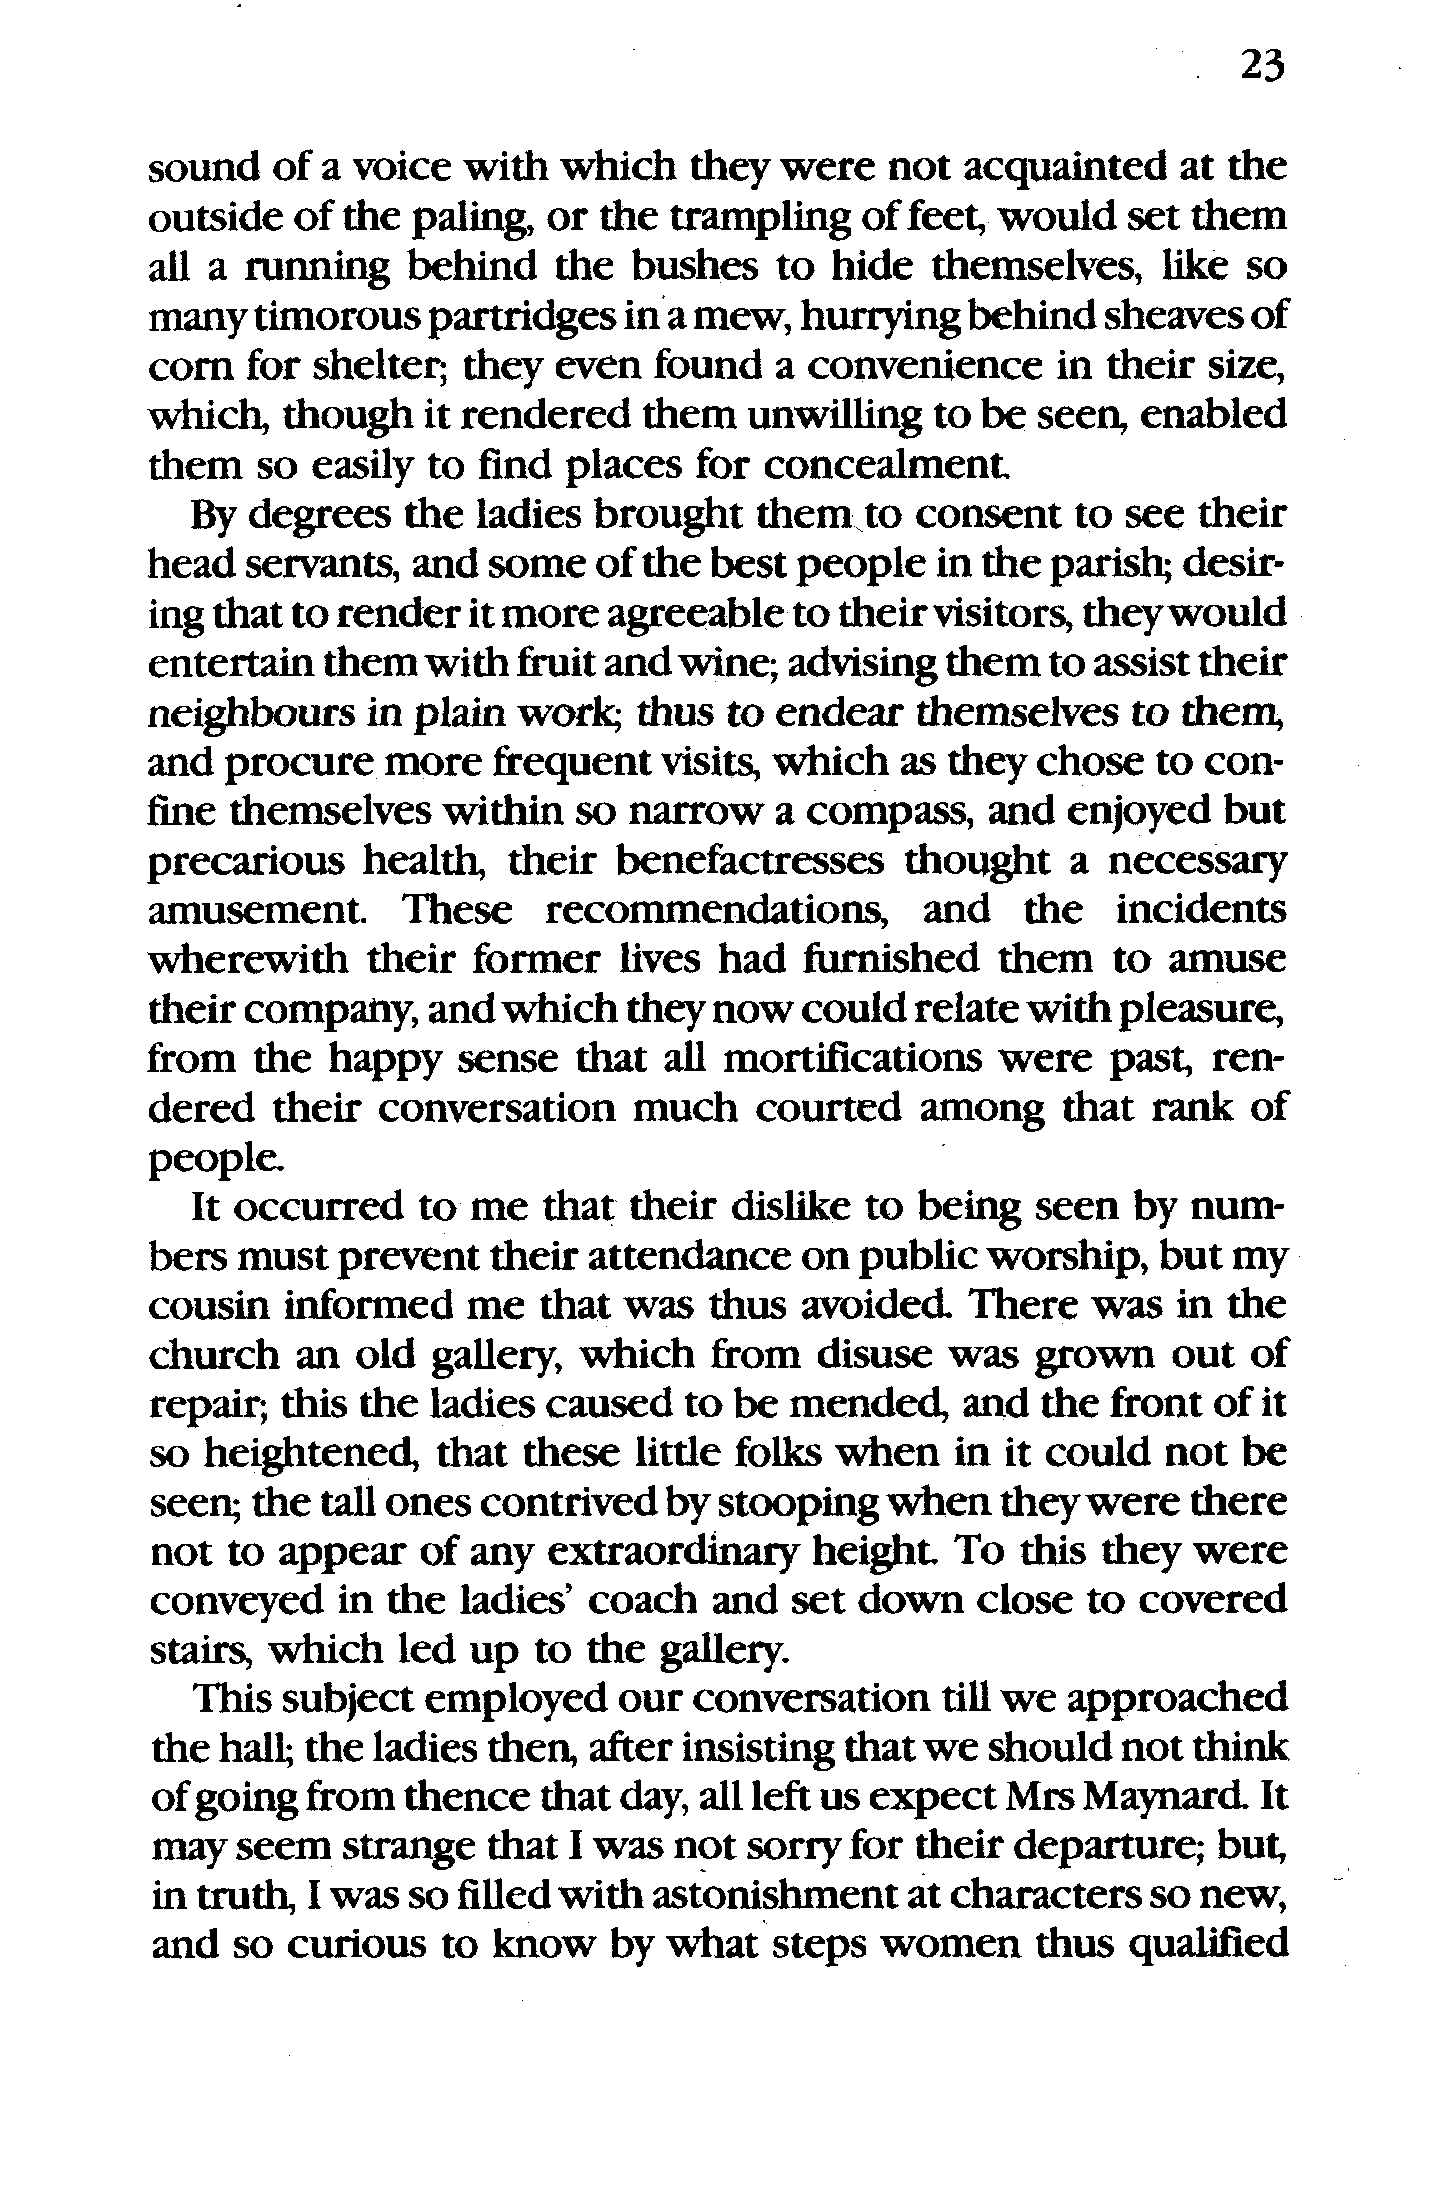 23
sound of a voice with which they were not acquainted at the
outside of the paling, or the trampling of feet, would set them
all a running behind the bushes to hide themselves, like so
many timorous partridges in a mew, hurrying behind sheaves of
corn for shelter; they even found a convenience in their size,
which, though it rendered them unwilling to be seen, enabled
them so easily to find places for concealment.
By degrees the ladies brought them to consent to see their
head servants, and some of the best people in the parish; desir-
ing that to render it more agreeable to their visitors, they would
entertain them with fruit and wine; advising them to assist their
neighbours in plain work; thus to endear themselves to them,
and procure more frequent visits, which as they chose to con-
fine themselves within so narrow a compass, and enjoyed but
precarious health, their benefactresses thought a necessary
amusement. These recommendations, and the incidents
wherewith their former lives had furnished them to amuse
their company, and which they now could relate with pleasure,
from the happy sense that all mortifications were past, ren-
dered their conversation much courted among that rank of
people.
It occurred to me that their dislike to being seen by num-
bers must prevent their attendance on public worship, but my
cousin informed me that was thus avoided. There was in the
church an old gallery, which from disuse was grown out of
repair; this the ladies caused to be mended, and the front of it
so heightened, that these little folks when in it could not be
seen; the tall ones contrived by stooping when they were there
not to appear of any extraordinary height. To this they were
conveyed in the ladies' coach and set down close to covered
stairs, which led up to the gallery.
This subject employed our conversation till we approached
the hall; the ladies then, after insisting that we should not think
of going from thence that day, all left us expect Mrs Maynard. It
may seem strange that I was not sorry for their departure; but,
in truth, I was so filled with astonishment at characters so new,
and so curious to know by what steps women thus qualified